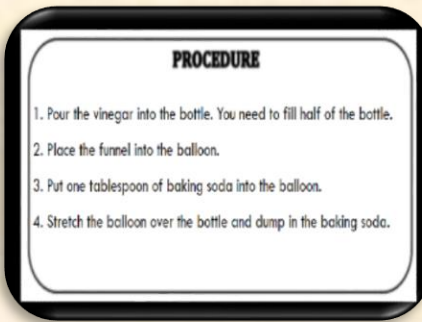 PROCEDURE
1. Pour the vinegar into the bottle. You need to fill half of the bottle.
2. Place the funnel into the balloon.
3. Put one tablespoon of baking soda into the balloon.
4. Stretch the balloon over the bottle and dump in the baking soda.